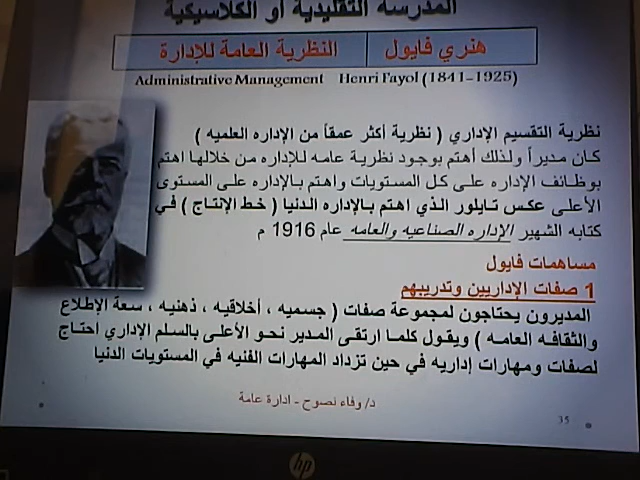 المدرسة التقليدية أو الكلاسيكية
هنري فايول
النظرية العامة للإدارة
Administrative Management Henri Fayol (1841-1925)
نظرية التقسيم الإداري ( نظرية أكثر عمقاً من الإداره العلميه )
كان مديراً ولذلك أهتم بوجود نظرية عامه للإداره من خلالها اهتم
بوظائف الإداره على كل المستويات واهتم بالإداره على المستوى
الأعلى عكس تايلور الذي اهتم بالإداره الدنيا ( خط الإنتاج ) في
كتابه الشهير الإداره الصناعيه والعامه عام 1916 م
مساهمات فايول
1 صفات الإداريين وتدريبهم
المديرون يحتاجون لمجموعة صفات ( جسميه ، أخلاقيه ، ذهنيه ، سعة الإطلاع
والثقافه العامه ) ويقول كلما ارتقى المدير نحو الأعلى بالسلم الإداري احتاج
لصفات ومهارات إداريه في حين تزداد المهارات الفنيه في المستويات الدنيا
د/ وفاء نصوح - ادارة عامة
35
hp